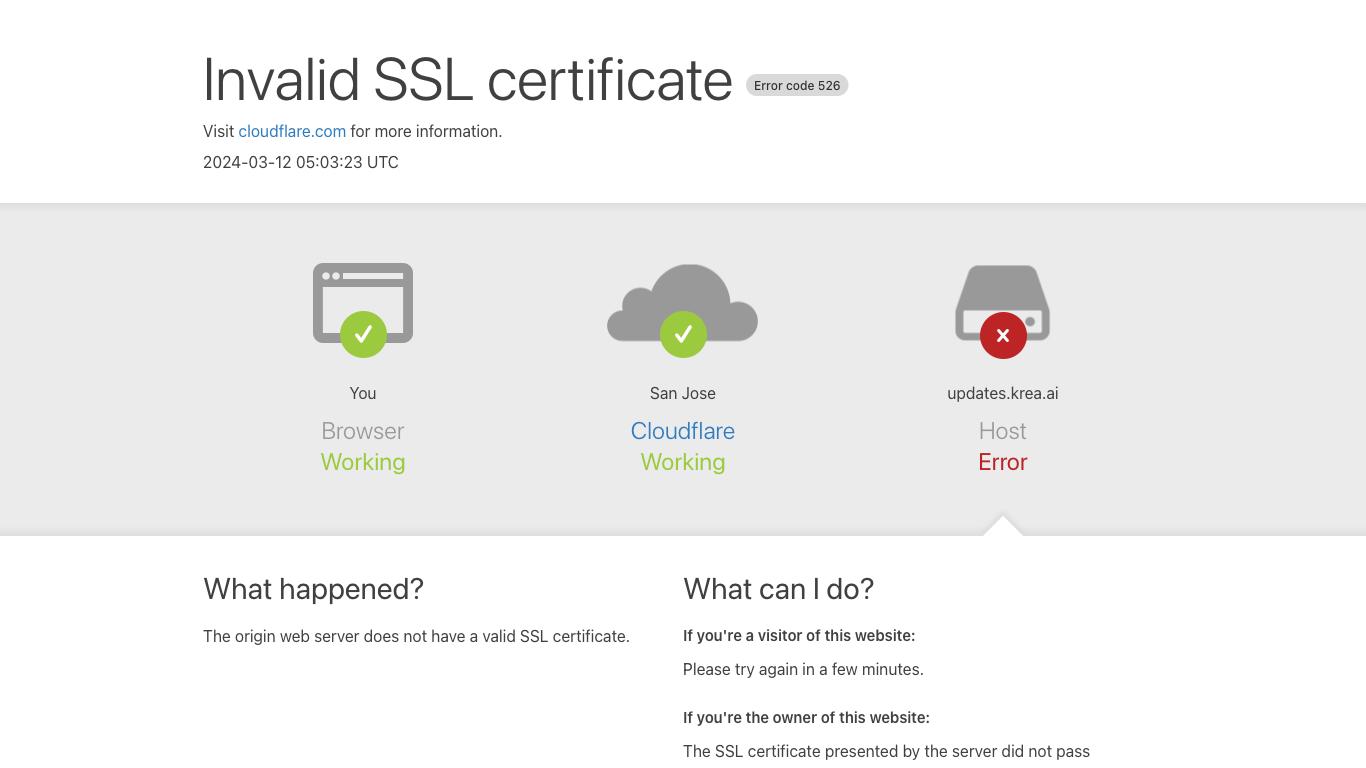 Invalid SSL certificate Error code 526
Visit cloudflare.com for more information.
2024-03-12 05:03:23 UTC
You
Browser
Working
San Jose
Cloudflare
Working
updates.krea.ai
Host
Error
What happened?
The origin web server does not have a valid SSL certificate.
What can I do?
If you're a visitor of this website:
Please try again in a few minutes.
If you're the owner of this website:
The SSL certificate presented by the server did not pass